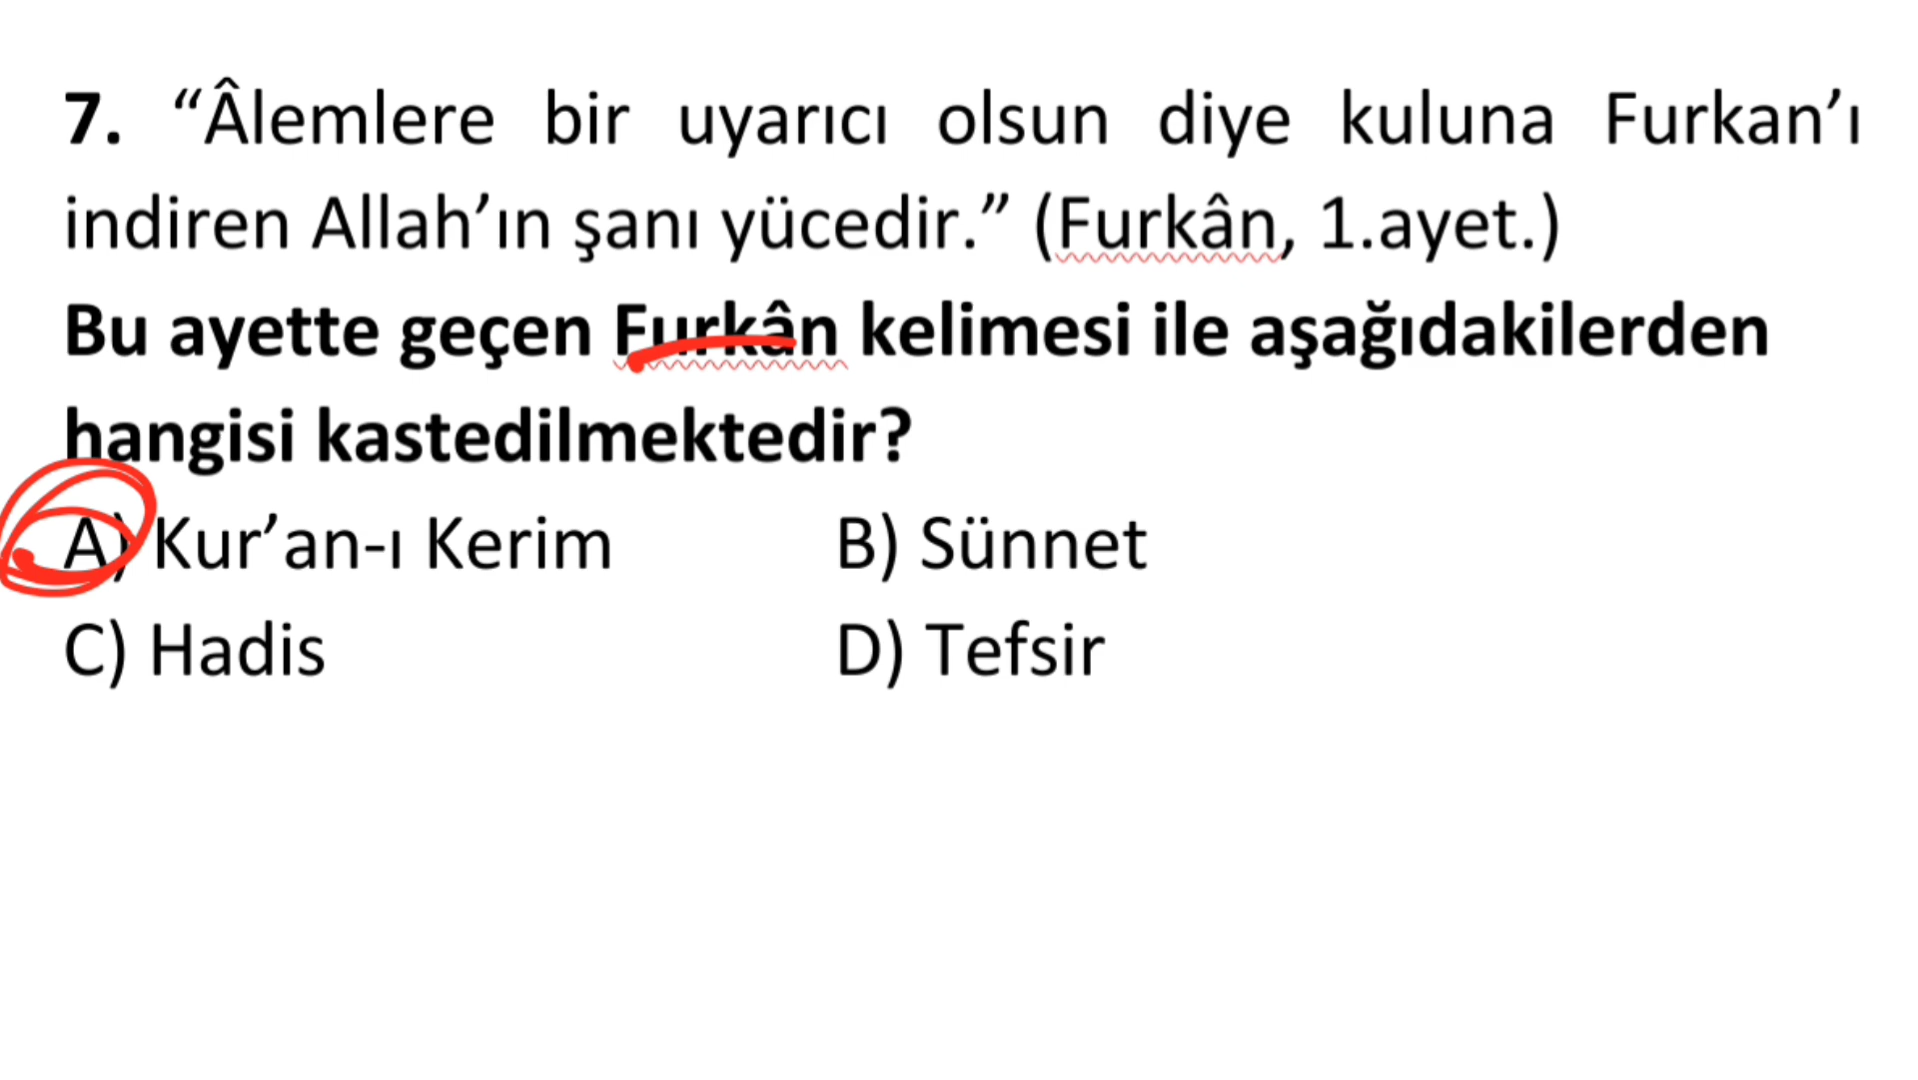 7. “Âlemlere bir uyarıcı olsun diye kuluna Furkan’ı
indiren Allah’ın şanı yücedir.” (Furkân, 1.ayet.)
Bu ayette geçen Furkân kelimesi ile aşağıdakilerden
hangisi kastedilmektedir?
A) Kur’an-ı Kerim B) Sünnet
C) Hadis D) Tefsir